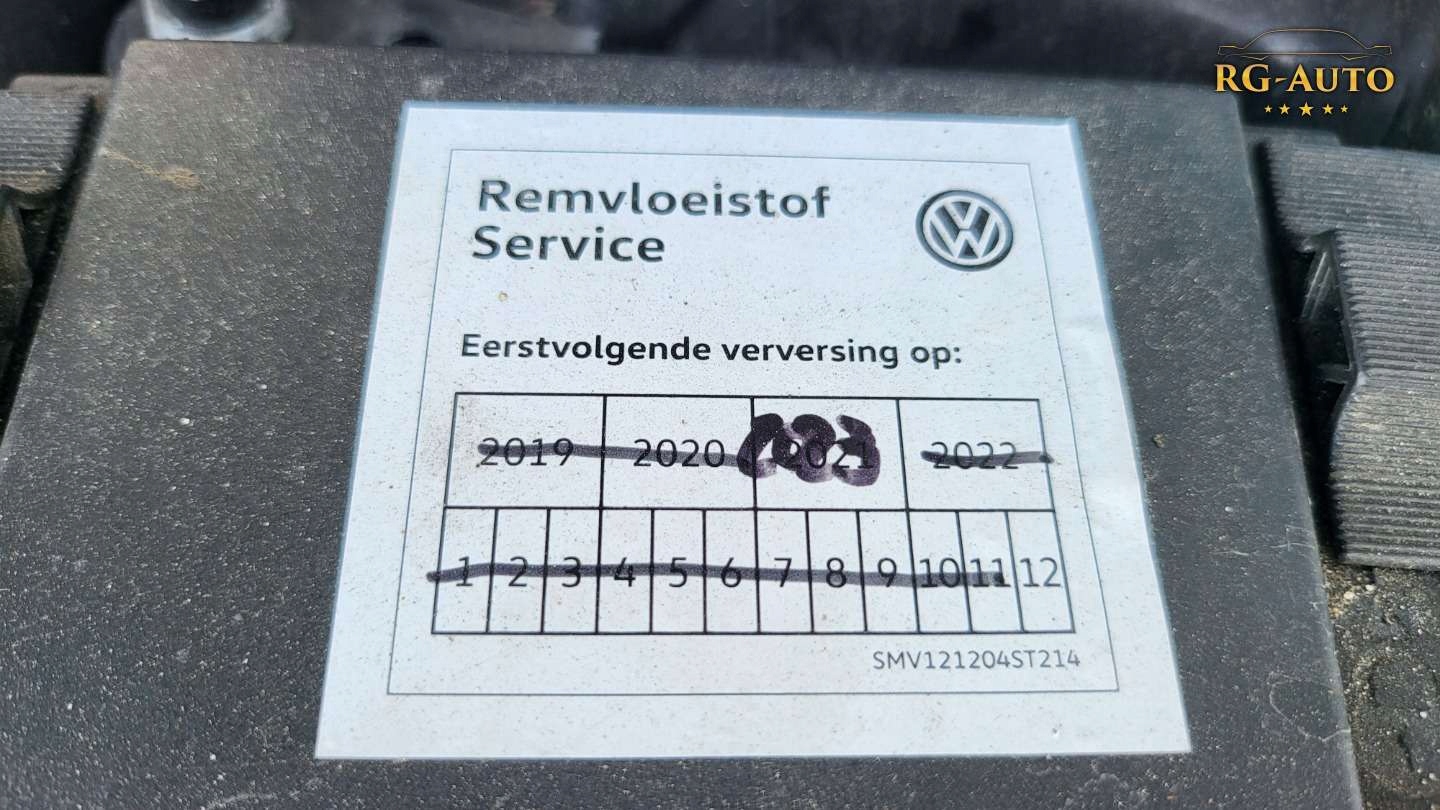 RG-AUTO
Remvloeistof
Service
Eerstvolgende verversing op:
2019 2020 2021 2022
1 2 3 4 5 6 7 8 9 10 11 12
SMV121204ST214